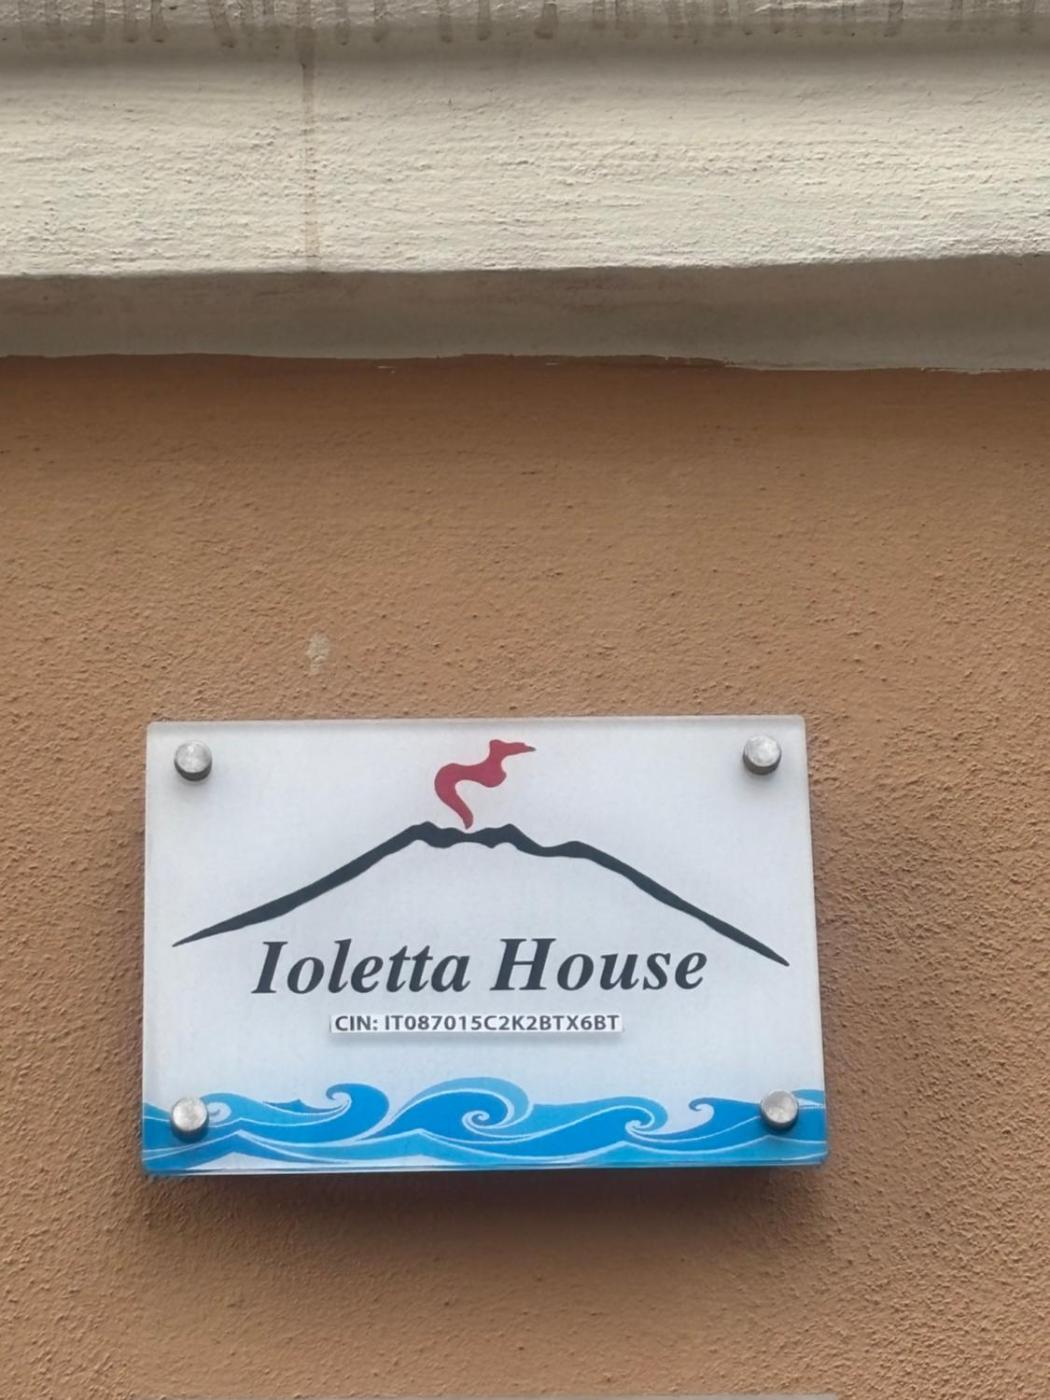 Ioletta House
CIN: IT087015C2K2BTX6BT